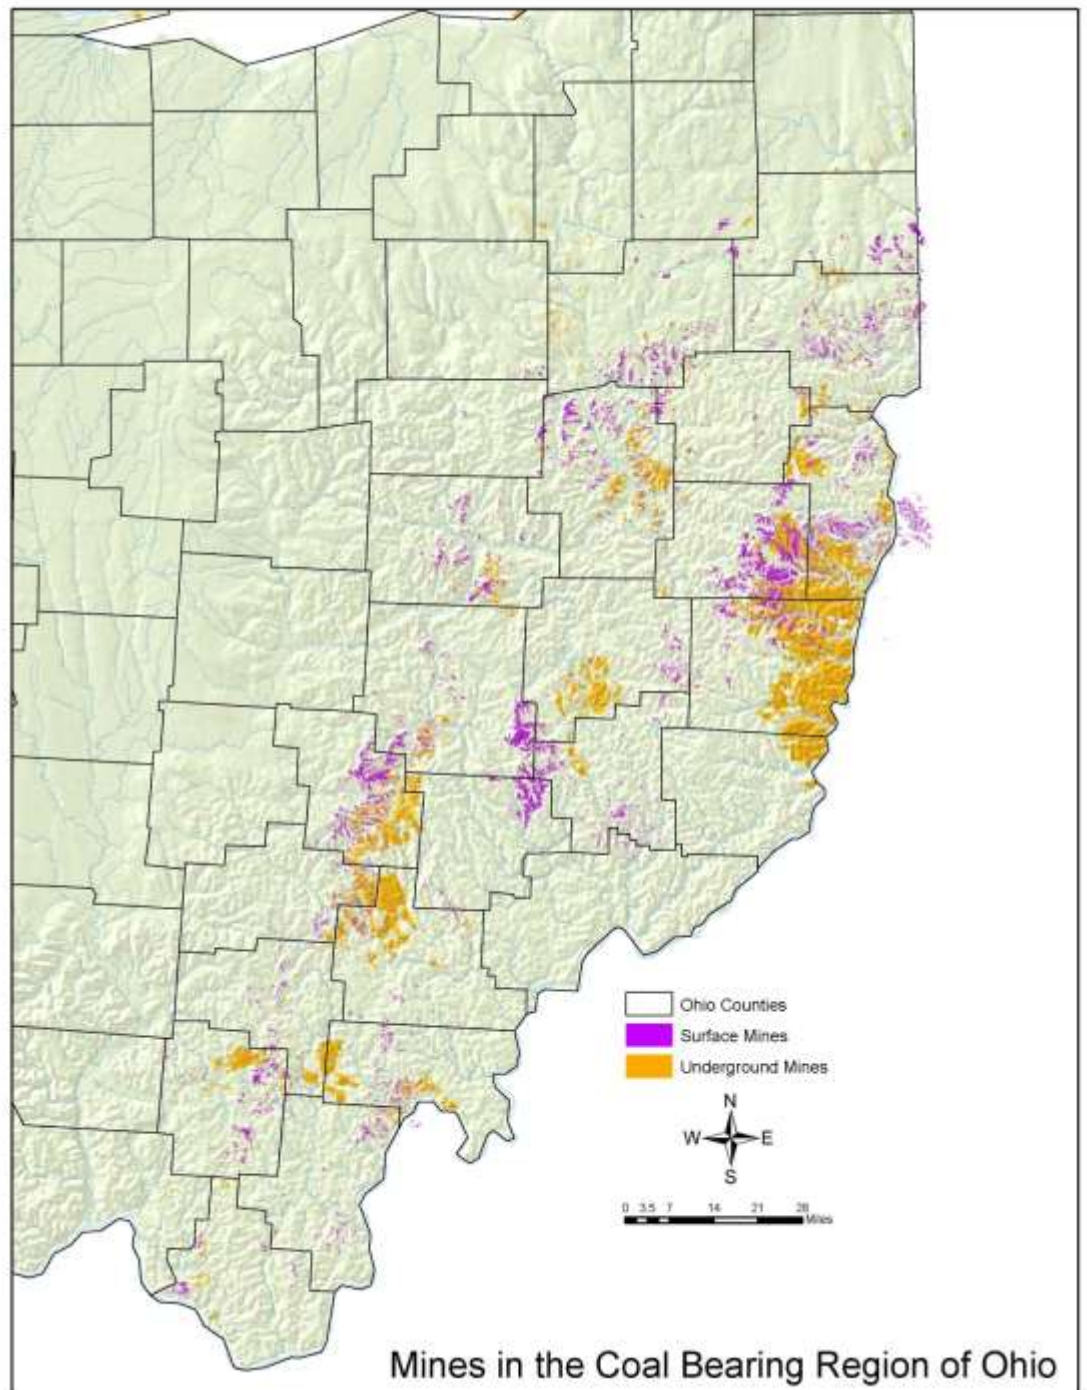 Ohio Counties
Surface Mines
Underground Mines
N
W E
S
0 3.5 7 14 21 28
Miles
Mines in the Coal Bearing Region of Ohio